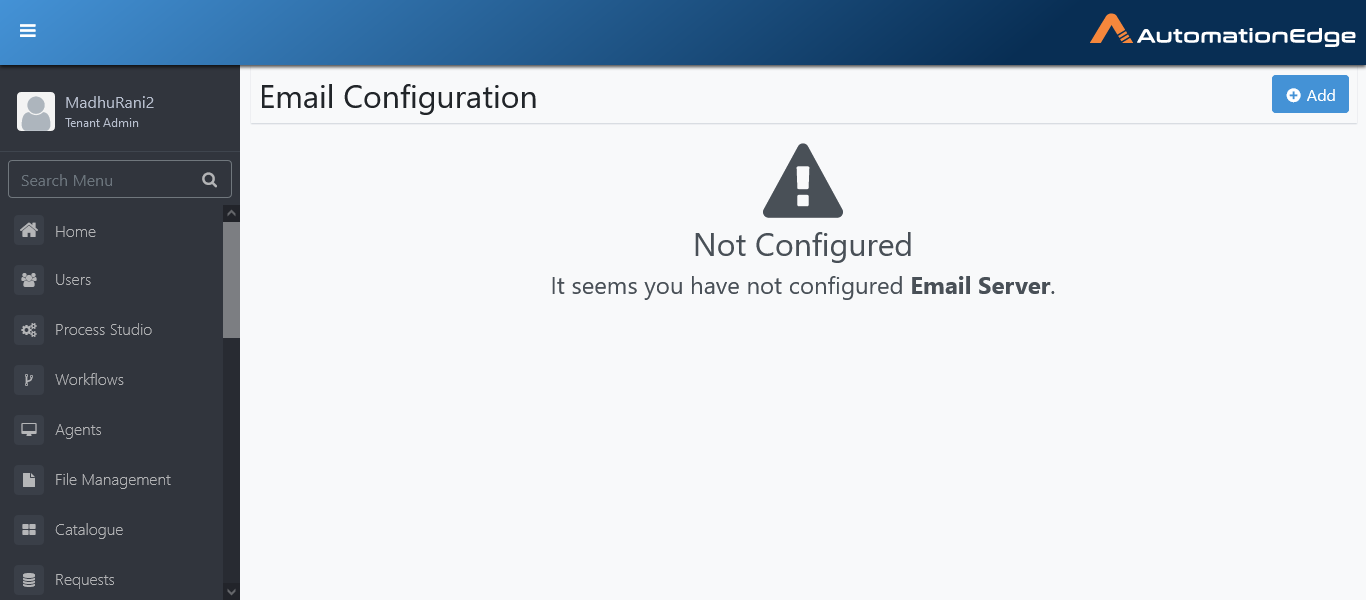 AutomationEdge
MadhuRani2
Tenant Admin
Search Menu
Home
Users
Process Studio
Workflows
Agents
File Management
Catalogue
Requests
Email Configuration
Add
Not Configured
It seems you have not configured Email Server.